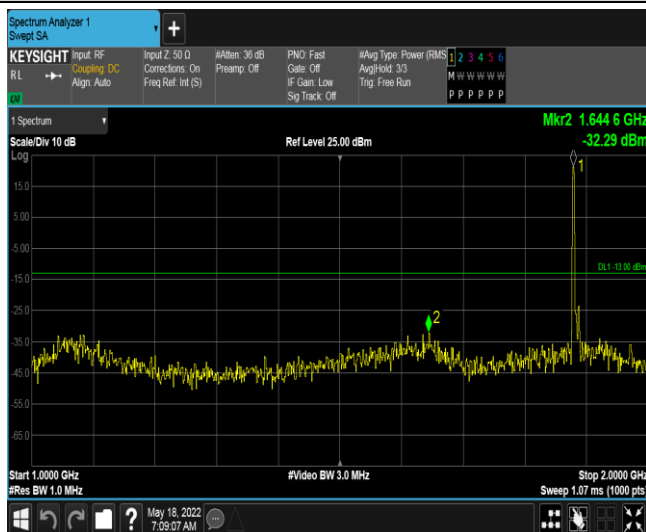 Spectrum Analyzer 1
Swept SA
+
KEYSIGHT
RL
Input: RF
Coupling: DC
Align: Auto
Input Z: 50 Ω
Corrections: On
Freq Ref: Int (S)
#Atten: 36 dB
Preamp: Off
PNO: Fast
Gate: Off
IF Gain: Low
Sig Track: Off
#Avg Type: Power (RMS
Avg|Hold: 3/3
Trig: Free Run
1 2 3 4 5 6
M W W W W W
P P P P P P
1 Spectrum
Mkr2 1.644 6 GHz
Scale/Div 10 dB
Ref Level 25.00 dBm
-32.29 dBm
Log
1
15.0
5.00
-5.00
DL1 -13.00 dBm
-15.0
-25.0
2
-35.0
-45.0
-55.0
-65.0
Start 1.0000 GHz
#Video BW 3.0 MHz
Stop 2.0000 GHz
#Res BW 1.0 MHz
Sweep 1.07 ms (1000 pts)
?
May 18, 2022
7:09:07 AM